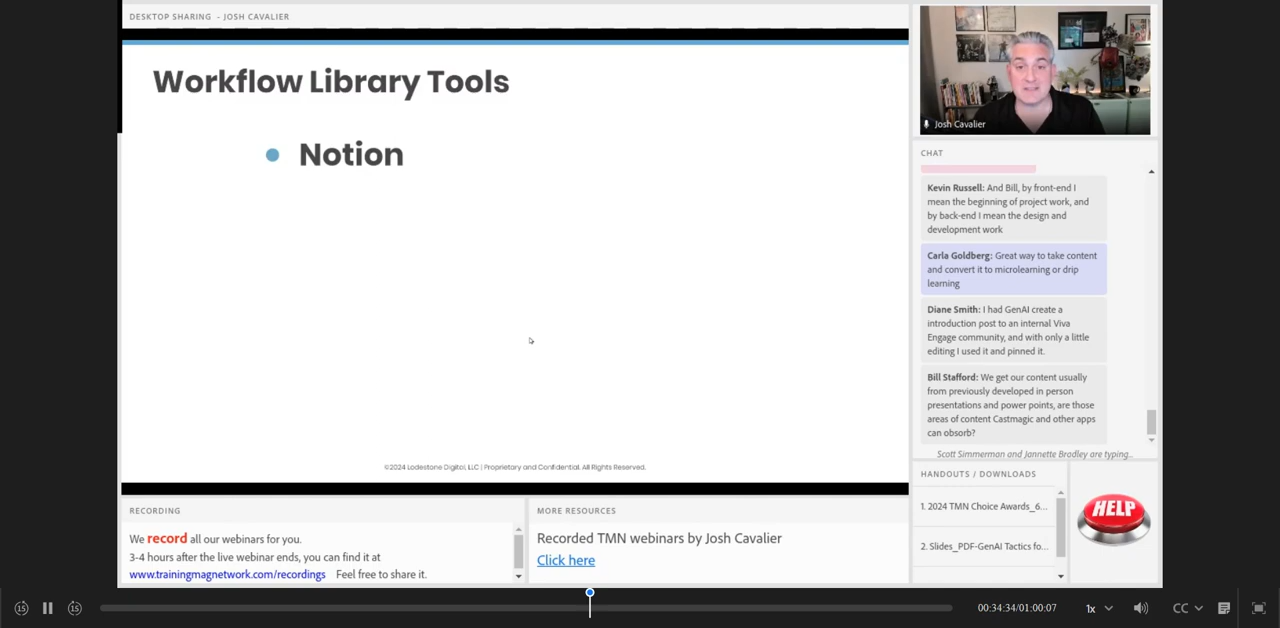 DESKTOP SHARING - JOSH CAVALIER
Workflow Library Tools
Notion
©2024 Lodestone Digital, LLC | Proprietary and Confidential. All Rights Reserved.
Josh Cavalier
CHAT
Kevin Russell: And Bill, by front-end I
mean the beginning of project work, and
by back-end I mean the design and
development work
Carla Goldberg: Great way to take content
and convert it to microlearning or drip
learning
Diane Smith: I had GenAI create a
introduction post to an internal Viva
Engage community, and with only a little
editing I used it and pinned it.
Bill Stafford: We get our content usually
from previously developed in person
presentations and power points, are those
areas of content Castmagic and other apps
can obsorb?
Scott Simmerman and Jannette Bradley are typing...
HANDOUTS / DOWNLOADS
1. 2024 TMN Choice Awards_6...
2. Slides_PDF-GenAI Tactics fo...
HELP
RECORDING
We record all our webinars for you.
3-4 hours after the live webinar ends, you can find it at
www.trainingmagnetwork.com/recordings Feel free to share it.
MORE RESOURCES
Recorded TMN webinars by Josh Cavalier
Click here
15
15
00:34:34/01:00:07
1x
CC